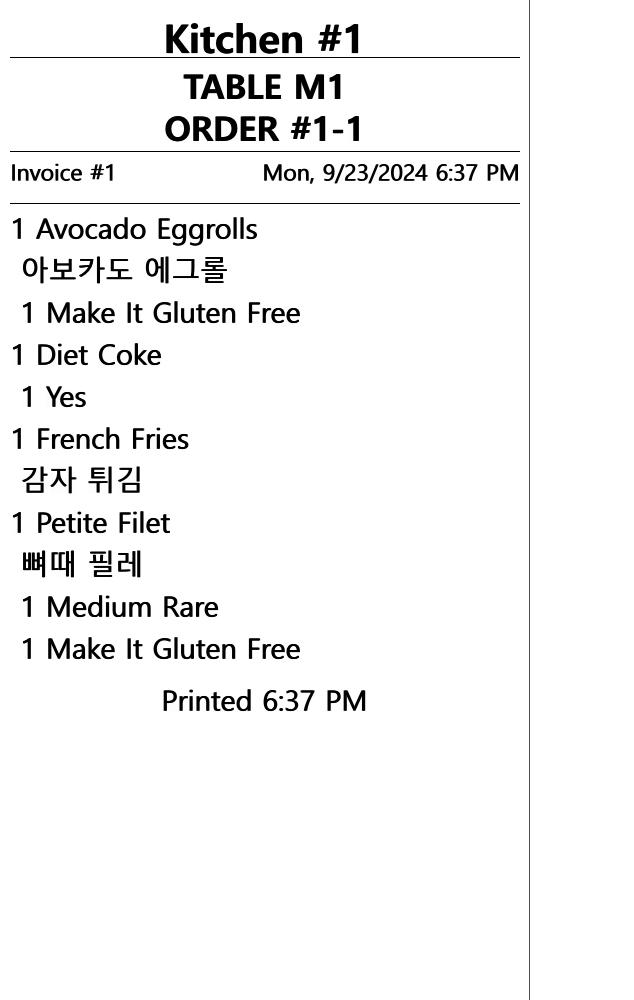 Kitchen #1
TABLE M1
ORDER #1-1
Invoice #1 Mon, 9/23/2024 6:37 PM
1 Avocado Eggrolls
아보카도 에그롤
1 Make It Gluten Free
1 Diet Coke
1 Yes
1 French Fries
감자 튀김
1 Petite Filet
뼈때 필레
1 Medium Rare
1 Make It Gluten Free
Printed 6:37 PM